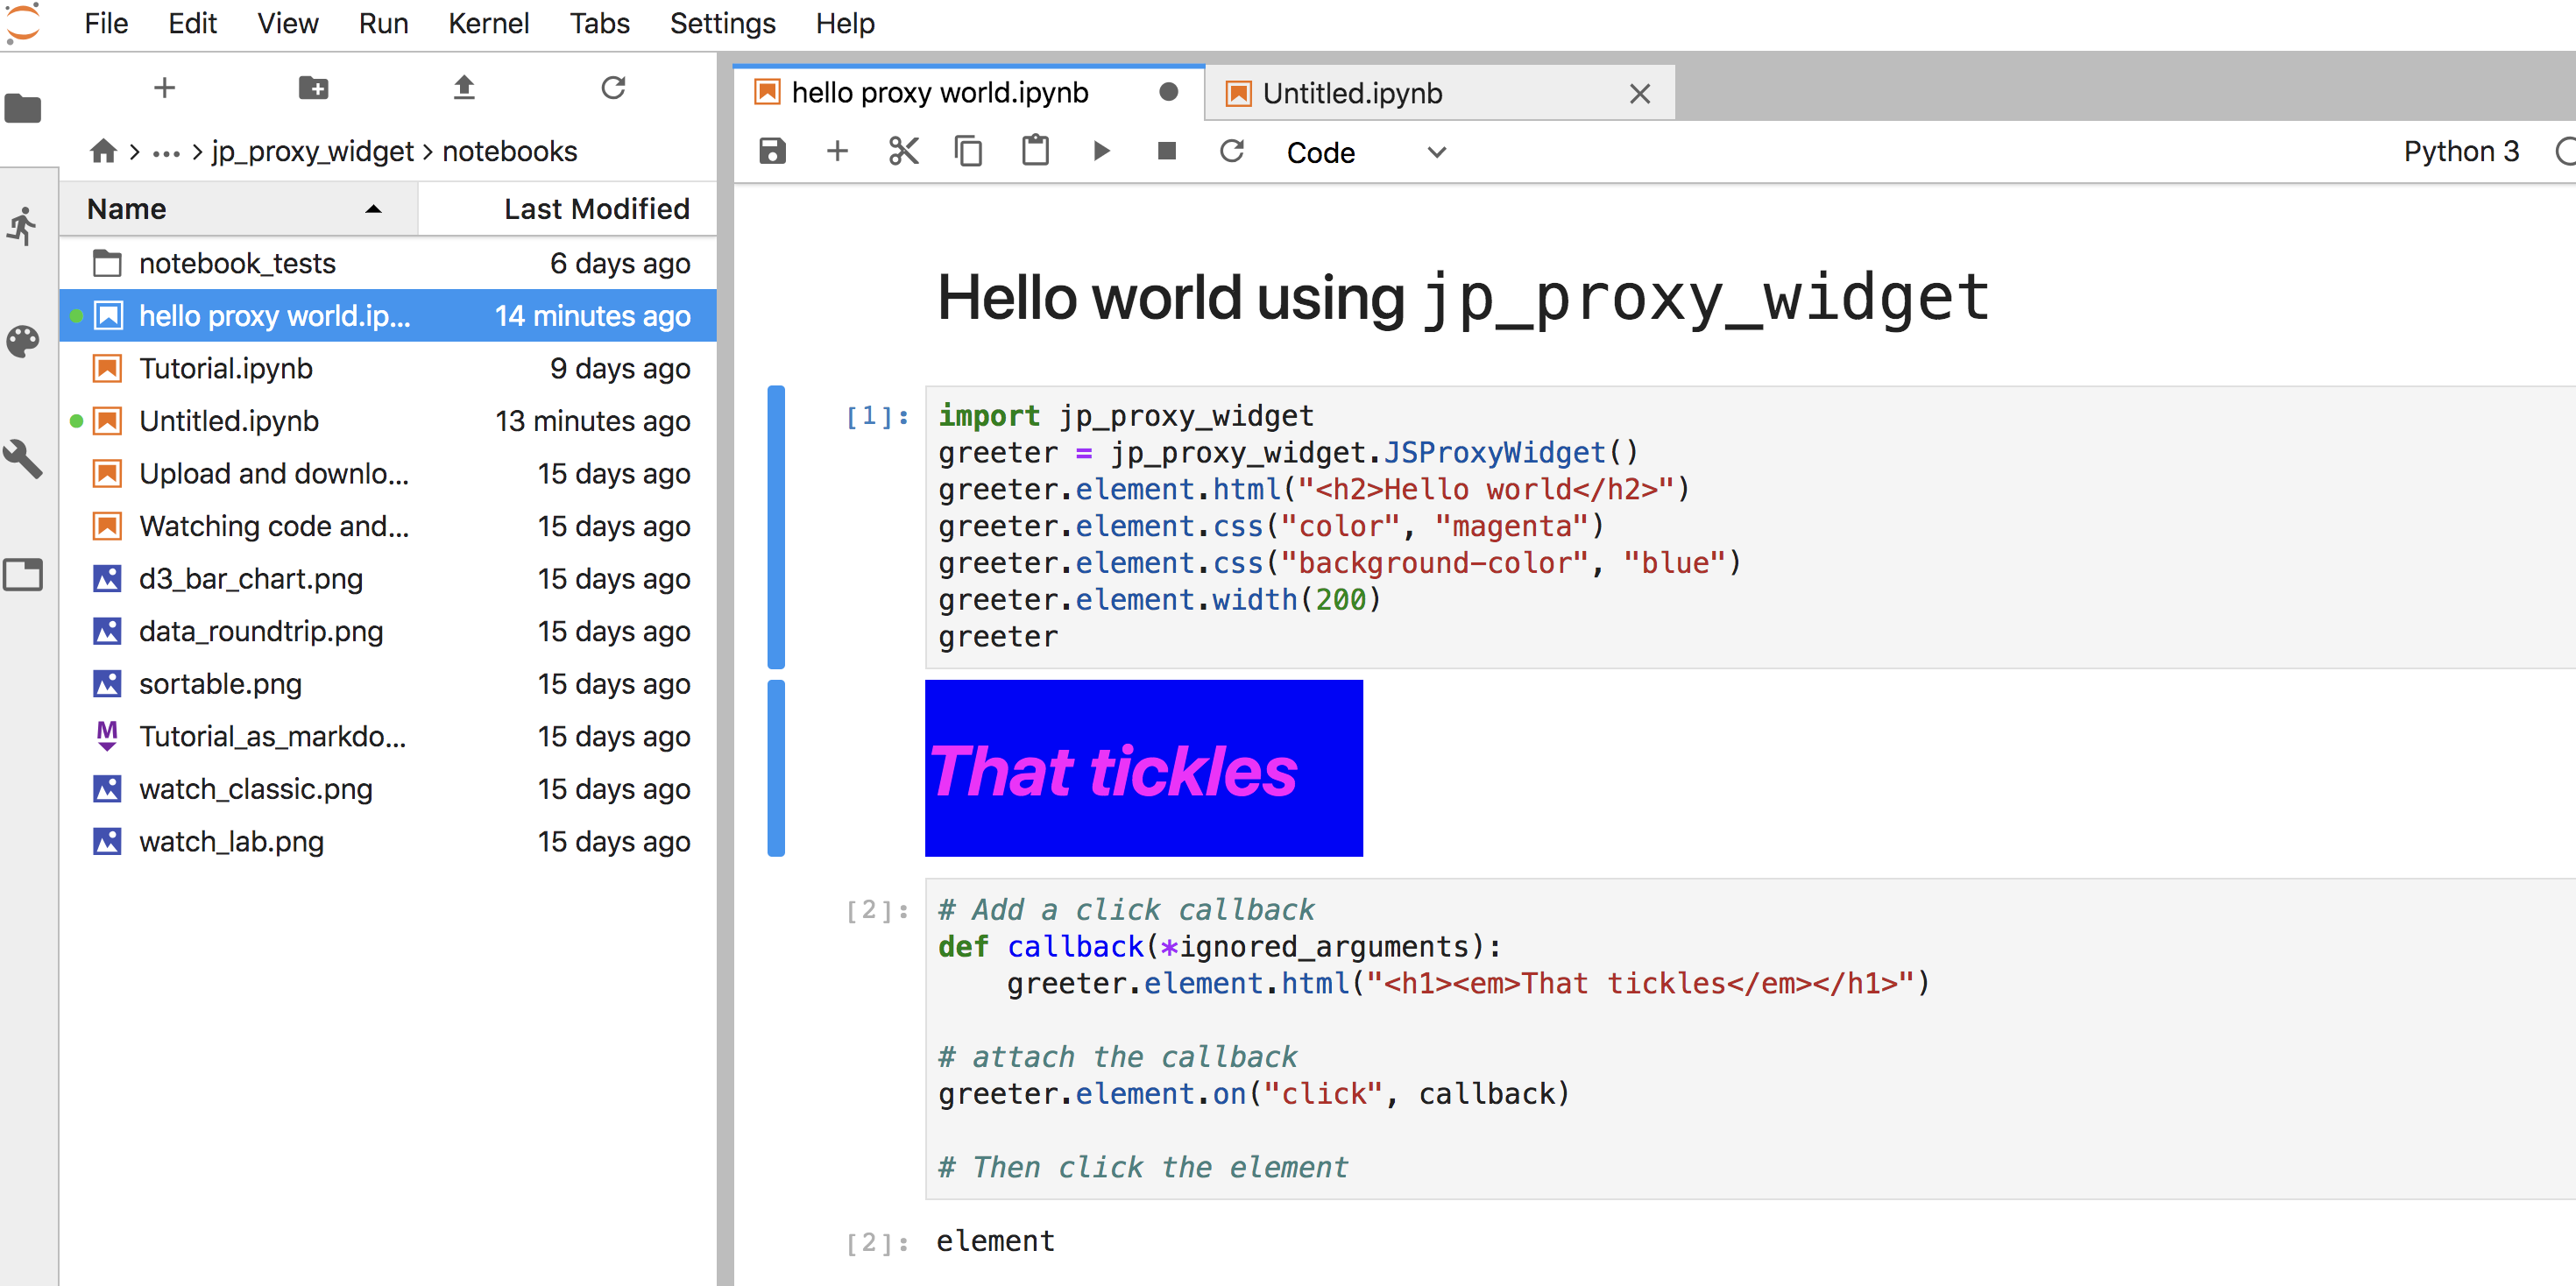 File Edit View Run Kernel Tabs Settings Help
> ... > jp_proxy_widget > notebooks
Name Last Modified
notebook_tests 6 days ago
hello proxy world.ip... 14 minutes ago
Tutorial.ipynb 9 days ago
Untitled.ipynb 13 minutes ago
Upload and downlo... 15 days ago
Watching code and... 15 days ago
d3_bar_chart.png 15 days ago
data_roundtrip.png 15 days ago
sortable.png 15 days ago
M Tutorial_as_markdo... 15 days ago
watch_classic.png 15 days ago
watch_lab.png 15 days ago
hello proxy world.ipynb Untitled.ipynb
Code Python 3
Hello world using jp_proxy_widget
[1]: import jp_proxy_widget
greeter = jp_proxy_widget.JSProxyWidget()
greeter.element.html("<h2>Hello world</h2>")
greeter.element.css("color", "magenta")
greeter.element.css("background-color", "blue")
greeter.element.width(200)
greeter
That tickles
[2]: # Add a click callback
def callback(*ignored_arguments):
    greeter.element.html("<h1><em>That tickles</em></h1>")
# attach the callback
greeter.element.on("click", callback)
# Then click the element
[2]: element